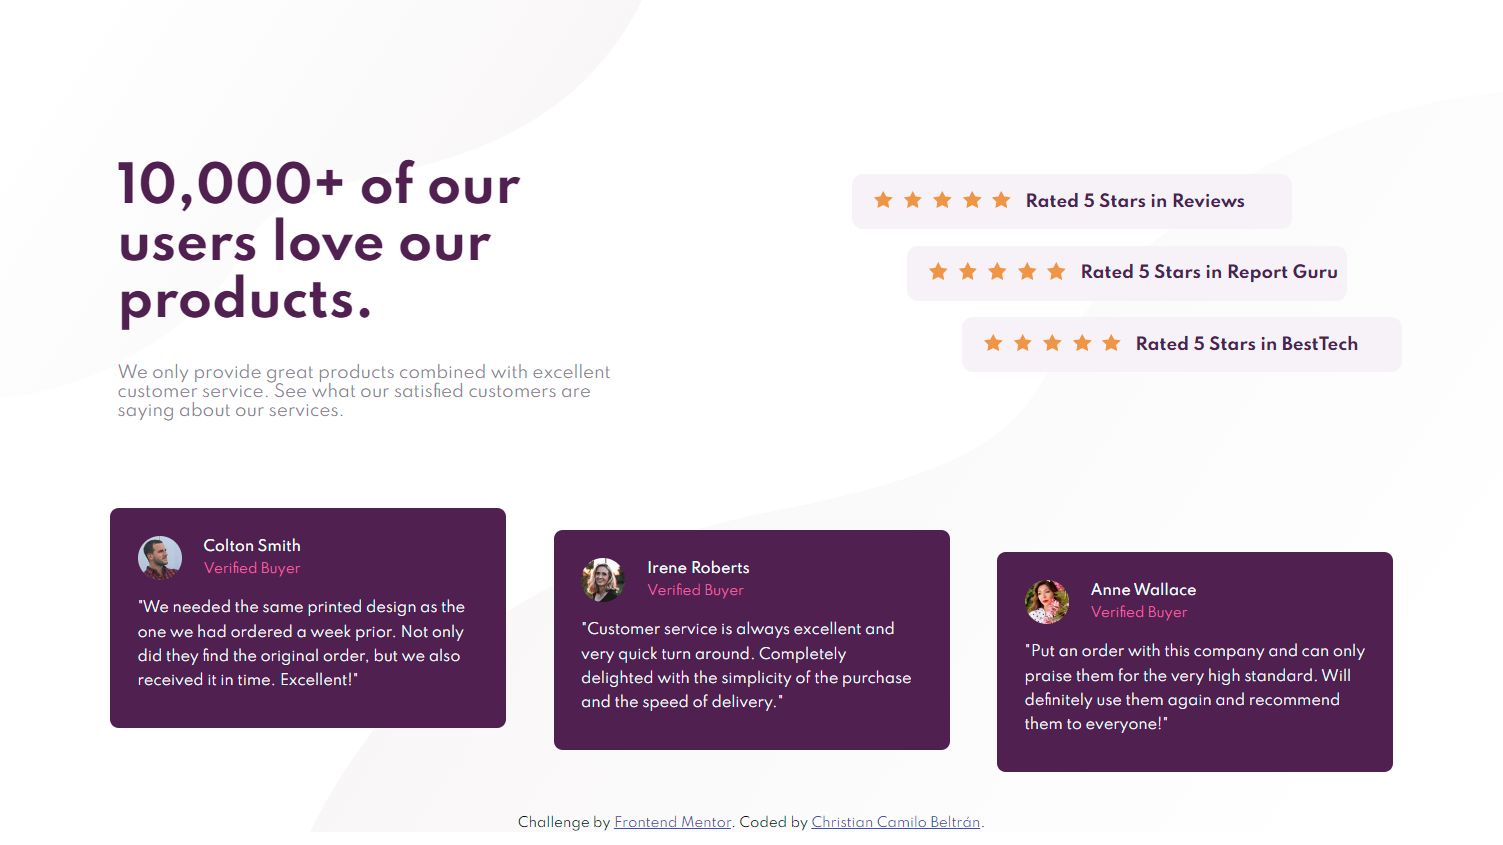 10,000+ of our
users love our
products.
We only provide great products combined with excellent
customer service. See what our satisfied customers are
saying about our services.
Rated 5 Stars in Reviews
Rated 5 Stars in Report Guru
Rated 5 Stars in BestTech
Colton Smith
Verified Buyer
"We needed the same printed design as the
one we had ordered a week prior. Not only
did they find the original order, but we also
received it in time. Excellent!"
Irene Roberts
Verified Buyer
"Customer service is always excellent and
very quick turn around. Completely
delighted with the simplicity of the purchase
and the speed of delivery."
Anne Wallace
Verified Buyer
"Put an order with this company and can only
praise them for the very high standard. Will
definitely use them again and recommend
them to everyone!"
Challenge by Frontend Mentor. Coded by Christian Camilo Beltrán.